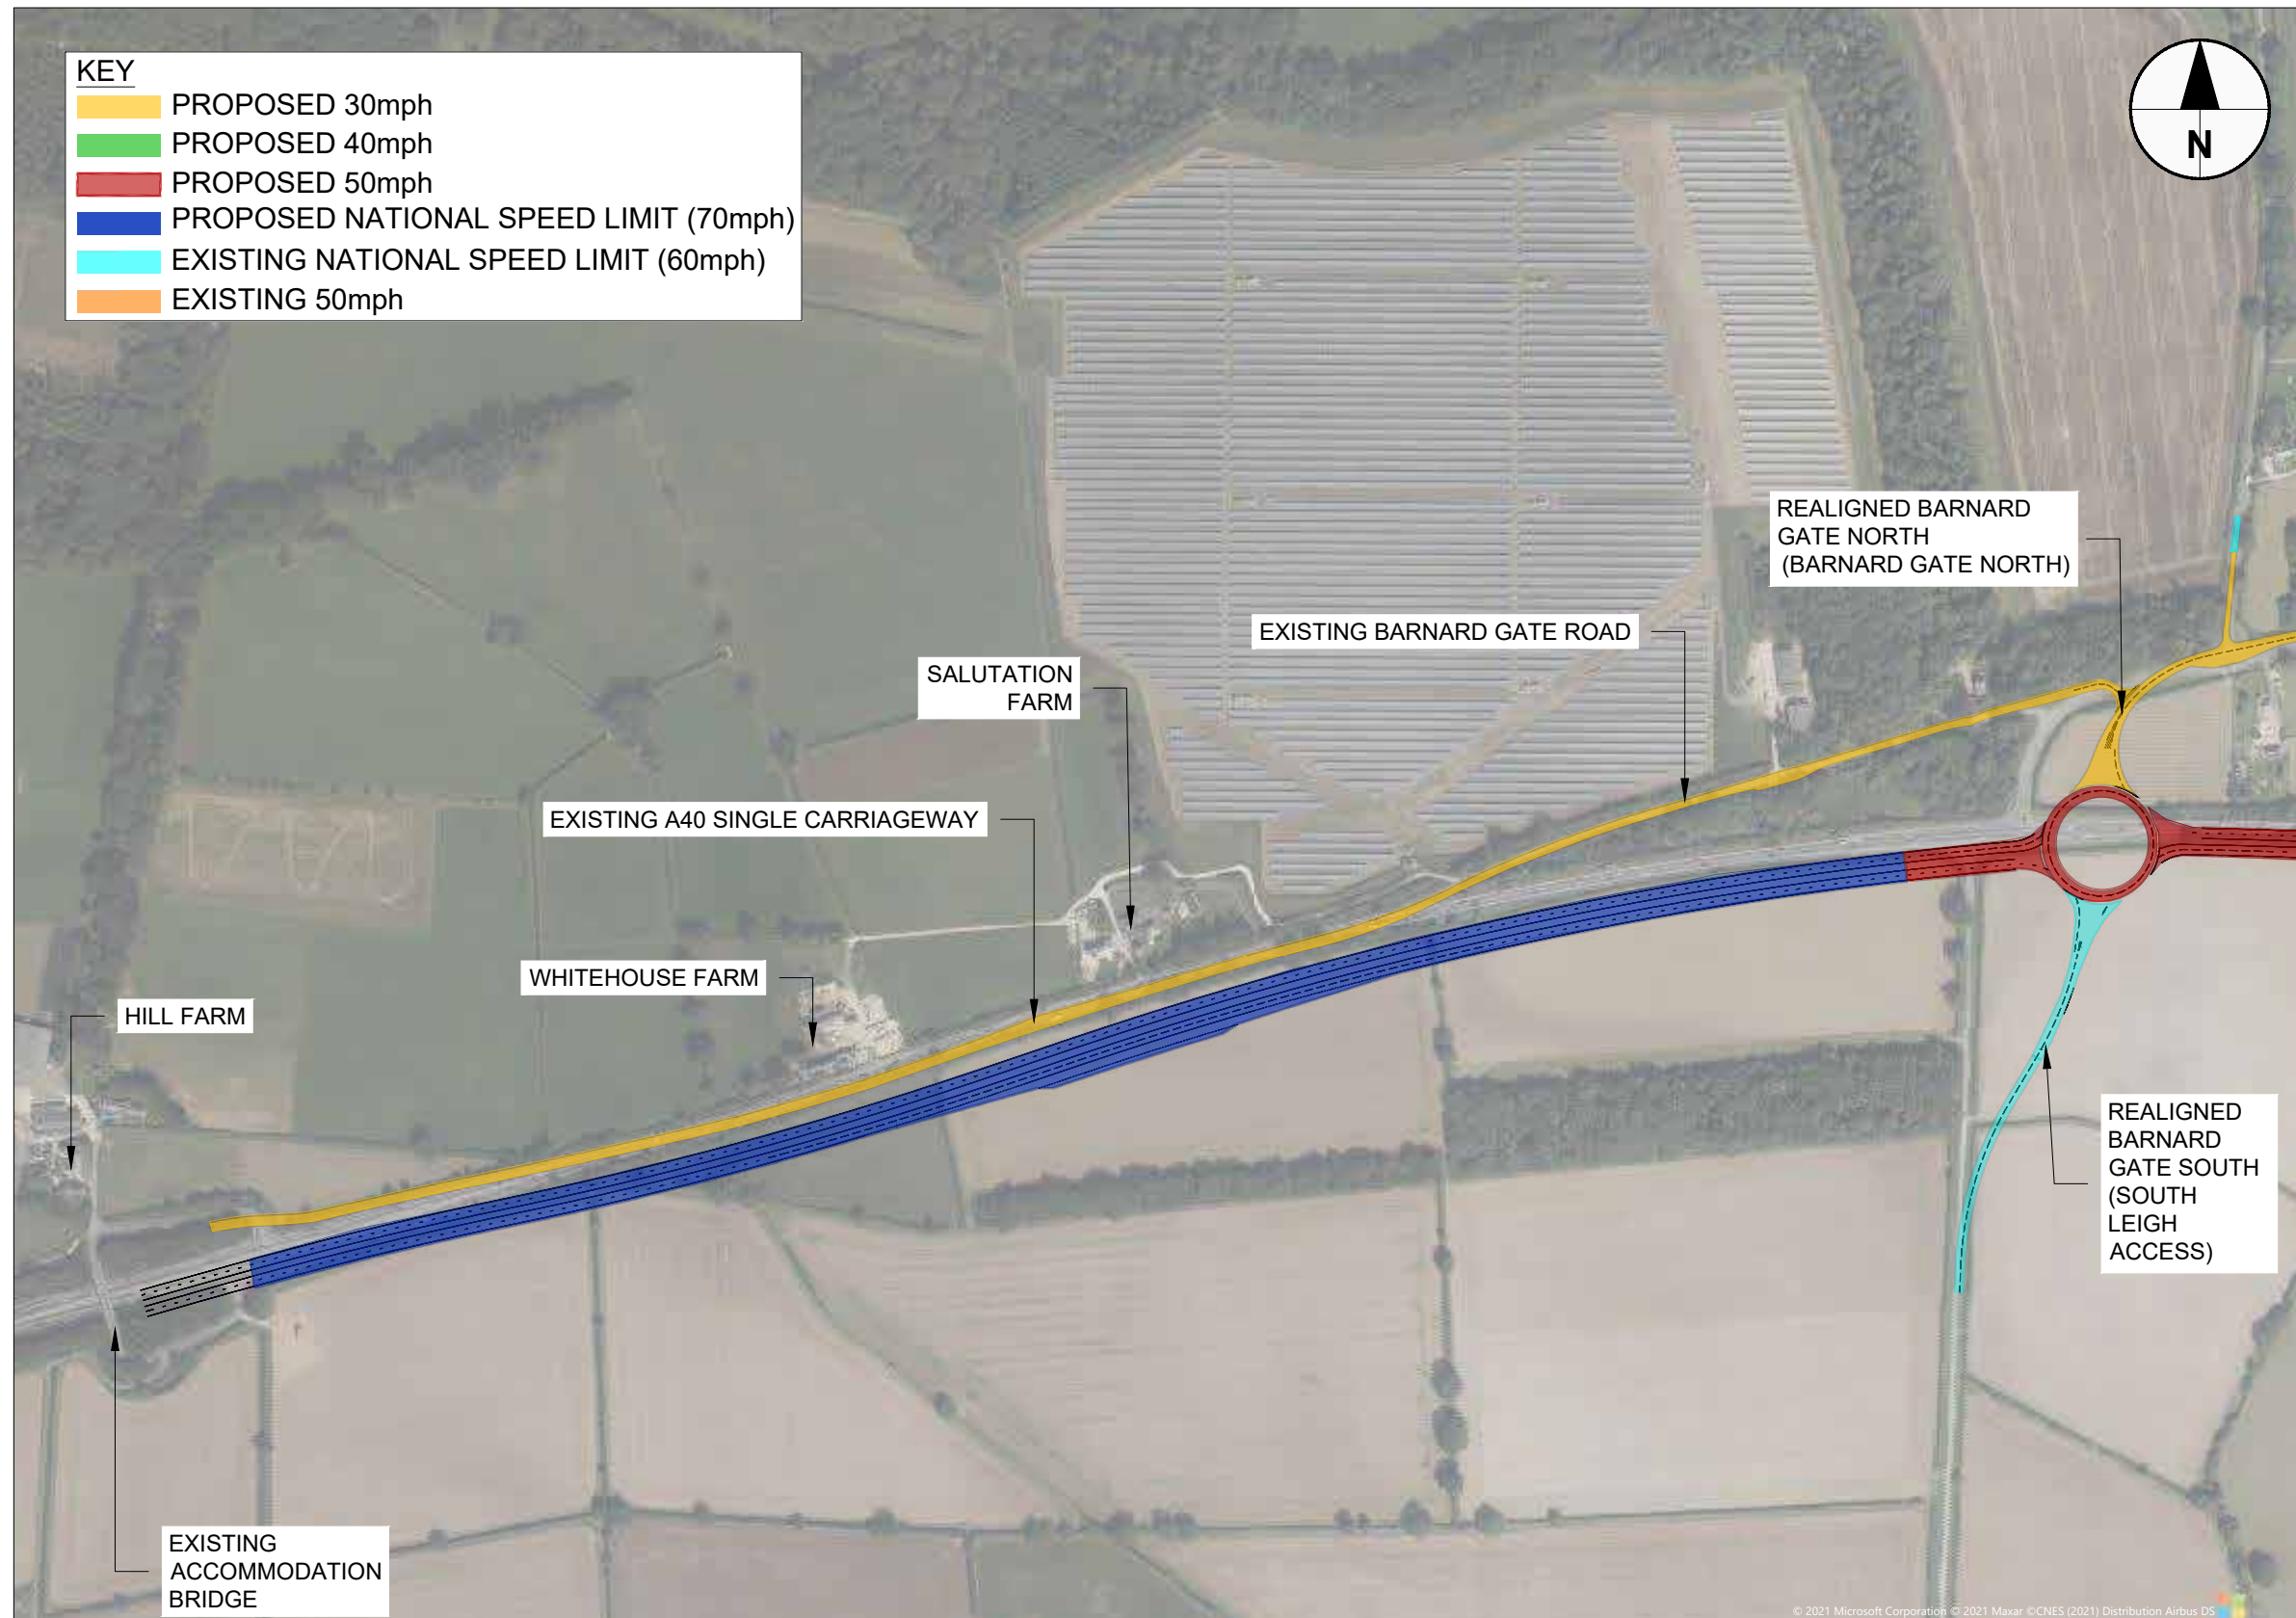 KEY
PROPOSED 30mph
PROPOSED 40mph
PROPOSED 50mph
PROPOSED NATIONAL SPEED LIMIT (70mph)
EXISTING NATIONAL SPEED LIMIT (60mph)
EXISTING 50mph
N
REALIGNED BARNARD
GATE NORTH
(BARNARD GATE NORTH)
EXISTING BARNARD GATE ROAD
SALUTATION
FARM
EXISTING A40 SINGLE CARRIAGEWAY
WHITEHOUSE FARM
HILL FARM
REALIGNED
BARNARD
GATE SOUTH
(SOUTH
LEIGH
ACCESS)
EXISTING
ACCOMMODATION
BRIDGE
© 2021 Microsoft Corporation © 2021 Maxar ©CNES (2021) Distribution Airbus DS